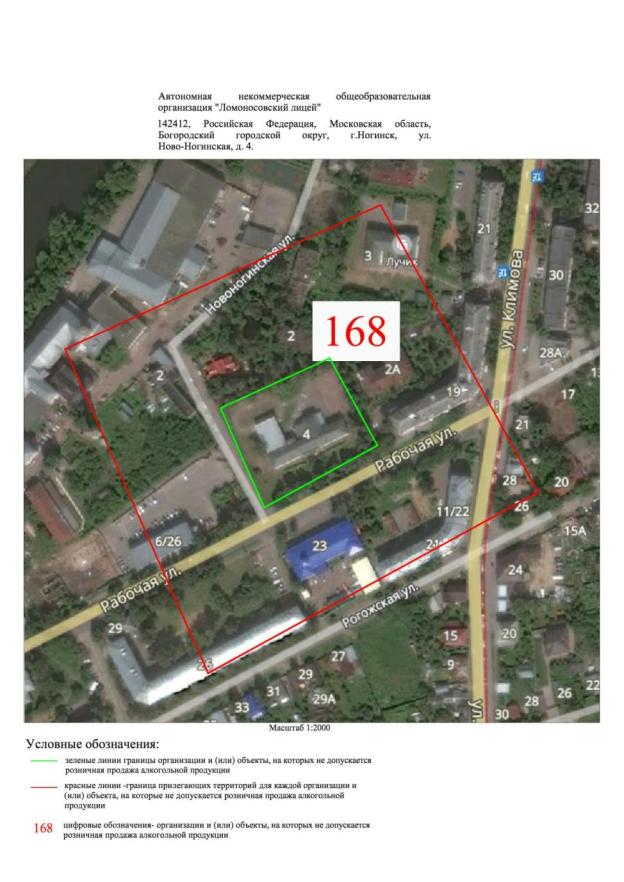 Автономная некоммерческая общеобразовательная
организация "Ломоносовский лицей"
142412, Российская Федерация, Московская область,
Богородский городской округ, г.Ногинск, ул.
Ново-Ногинская, д. 4.
21
32
3
Лучик
Новоногинская ул.
ул. Климова
30
168
2
28А
2
2А
19
17
4
21
Рабочая ул.
28
20
11/22
26
6/26
23
21
15А
24
Рабочая ул.
Рогожская ул.
29
15
20
23
27
9
29
31
29А
28
26
22
33
ул.
Масштаб 1:2000
Условные обозначения:
зеленые линии границы организации и (или) объекты, на которых не допускается
розничная продажа алкогольной продукции
красные линии -граница прилегающих территорий для каждой организации и
(или) объекта, на которые не допускается розничная продажа алкогольной
продукции
168 цифровые обозначения- организации и (или) объекты, на которых не допускается
розничная продажа алкогольной продукции